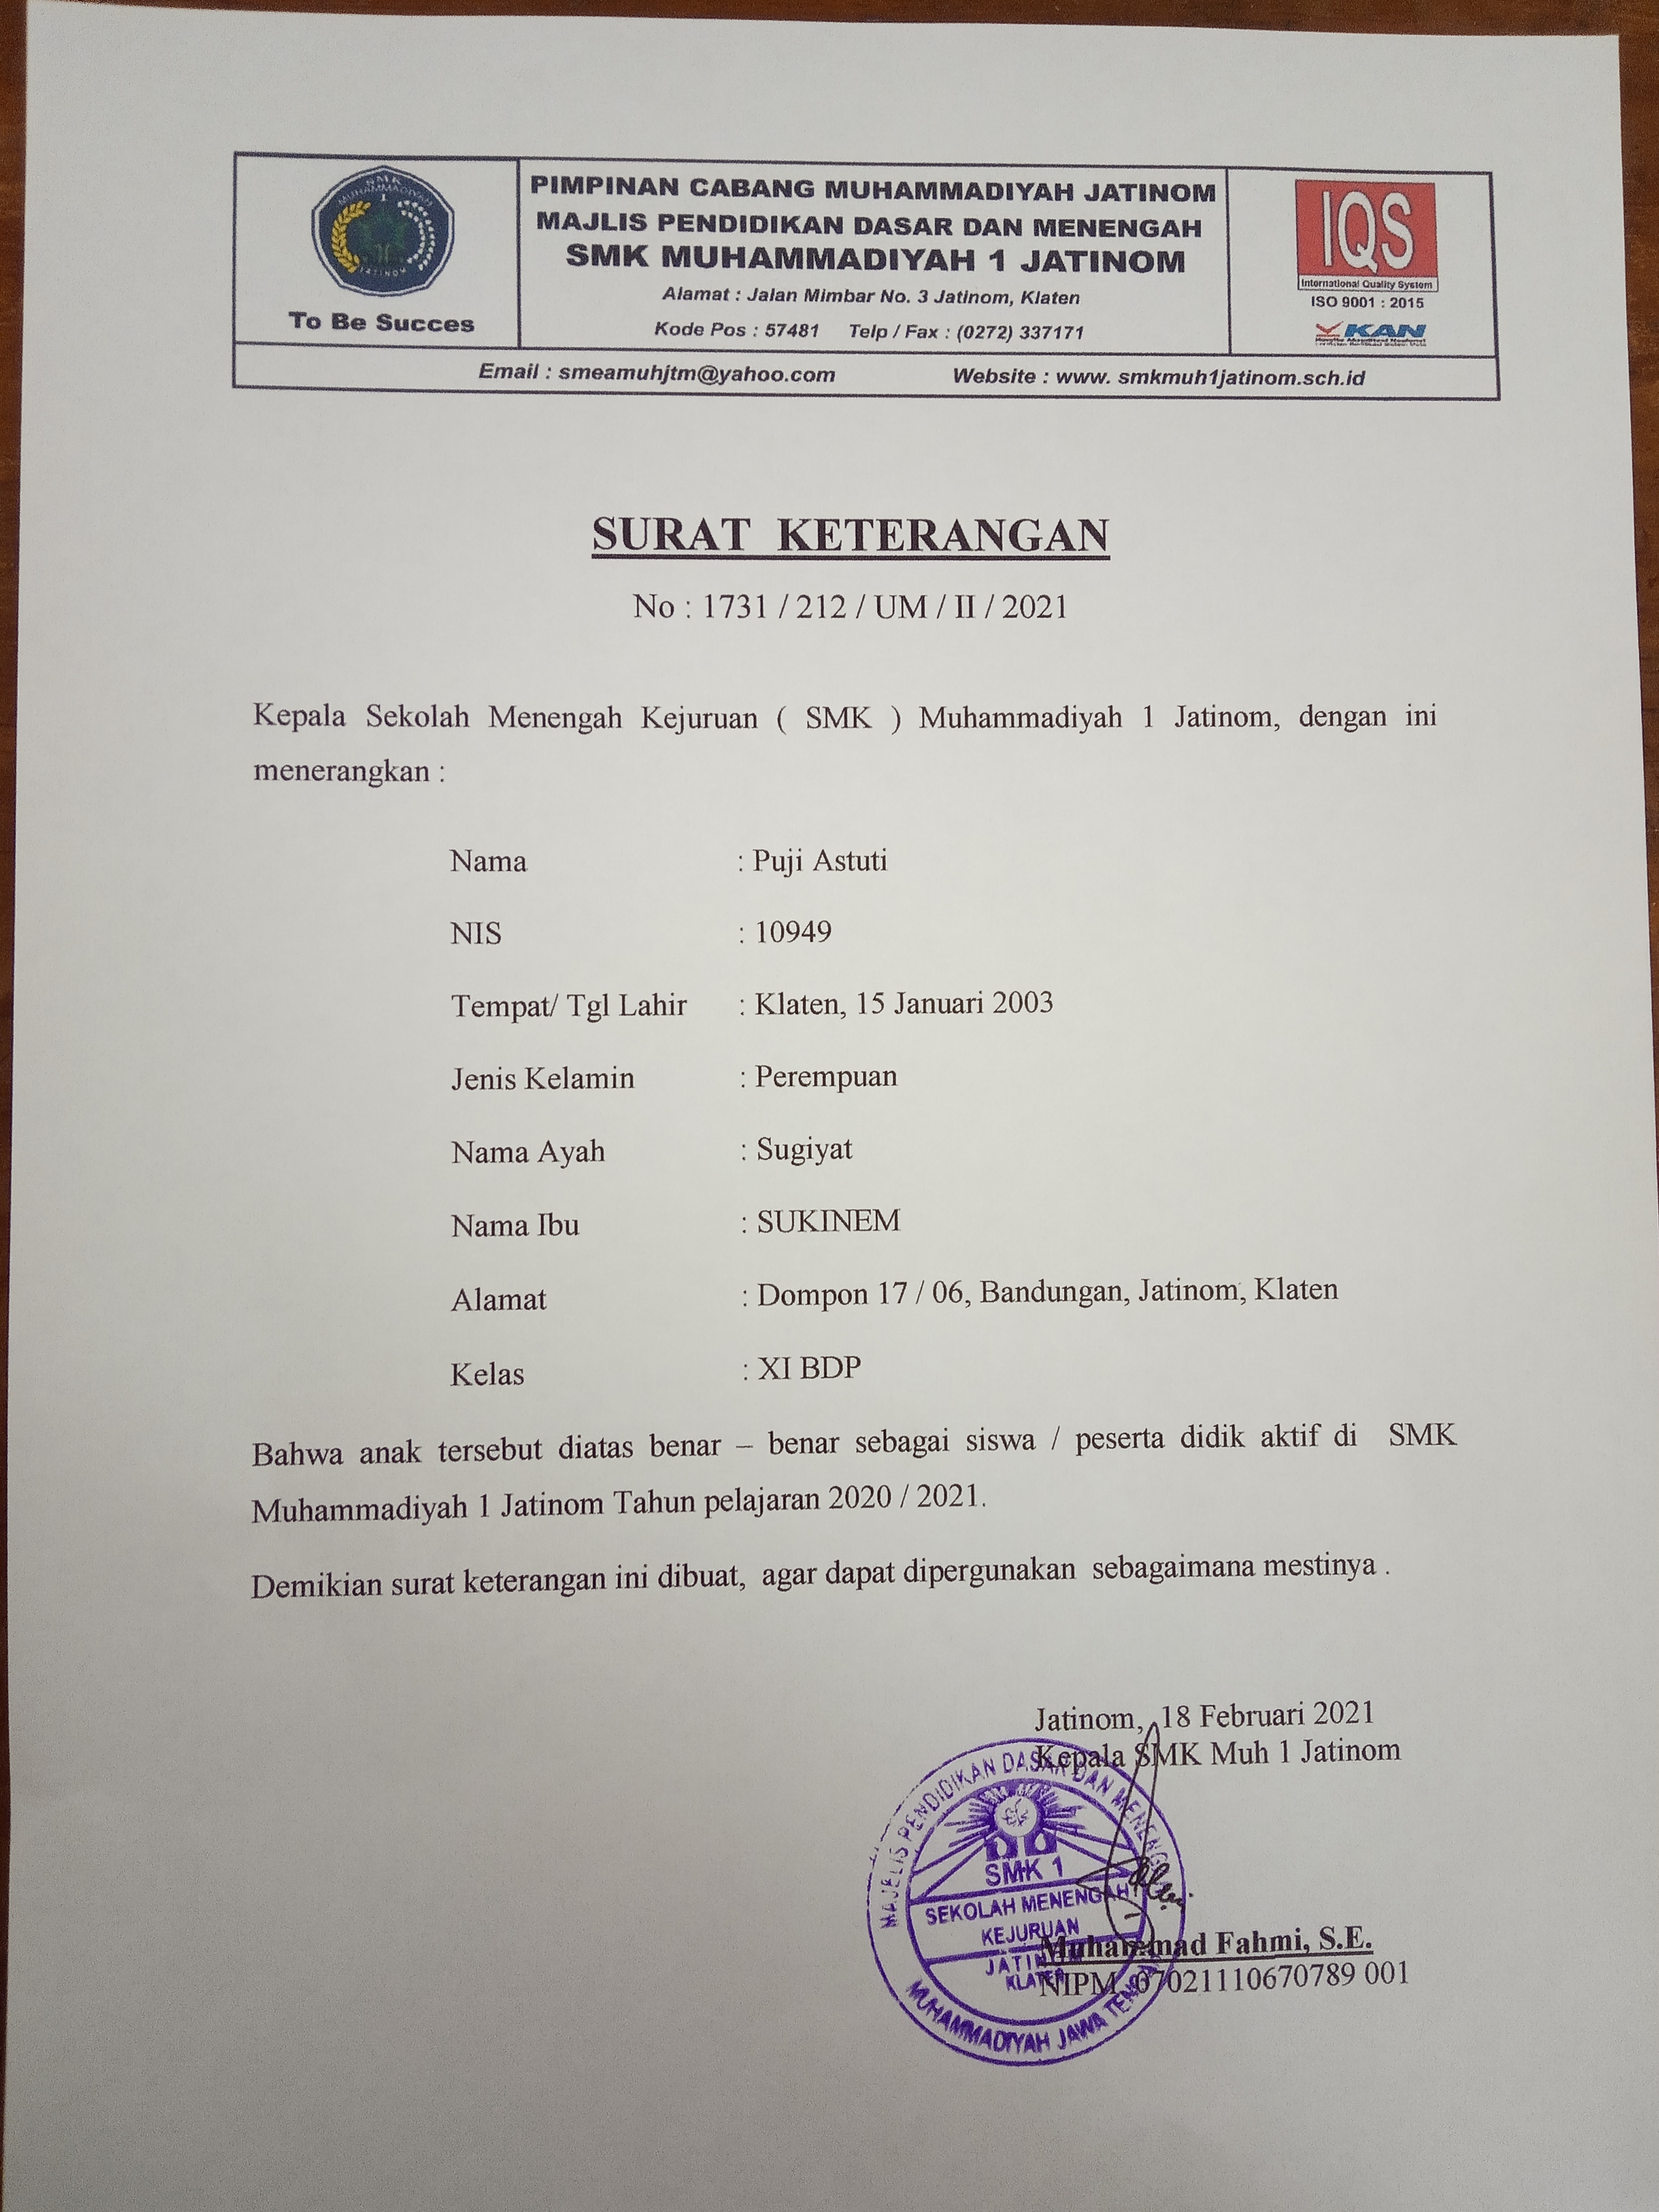 SMK
MUHAMMADIYAH
1
JATINOM
To Be Succes
PIMPINAN CABANG MUHAMMADIYAH JATINOM
MAJLIS PENDIDIKAN DASAR DAN MENENGAH
SMK MUHAMMADIYAH 1 JATINOM
Alamat : Jalan Mimbar No. 3 Jatinom, Klaten
Kode Pos : 57481 Telp / Fax : (0272) 337171
IQS
International Quality System
ISO 9001 : 2015
KAN
Komite Akreditasi Nasional
Email : smeamuhjtm@yahoo.com Website : www. smkmuh1jatinom.sch.id
SURAT KETERANGAN
No : 1731 / 212 / UM / II / 2021
Kepala Sekolah Menengah Kejuruan ( SMK ) Muhammadiyah 1 Jatinom, dengan ini
menerangkan :
Nama : Puji Astuti
NIS : 10949
Tempat/ Tgl Lahir : Klaten, 15 Januari 2003
Jenis Kelamin : Perempuan
Nama Ayah : Sugiyat
Nama Ibu : SUKINEM
Alamat : Dompon 17 / 06, Bandungan, Jatinom, Klaten
Kelas : XI BDP
Bahwa anak tersebut diatas benar – benar sebagai siswa / peserta didik aktif di SMK
Muhammadiyah 1 Jatinom Tahun pelajaran 2020 / 2021.
Demikian surat keterangan ini dibuat, agar dapat dipergunakan sebagaimana mestinya .
Jatinom, 18 Februari 2021
Kepala SMK Muh 1 Jatinom
MAJELIS PENDIDIKAN DASAR DAN MENENGAH
SMK 1
SEKOLAH MENENGAH
KEJURUAN
JATINOM
KLATEN
MUHAMMADIYAH JAWA TENGAH
Muhammad Fahmi, S.E.
NIPM. 07021110670789 001